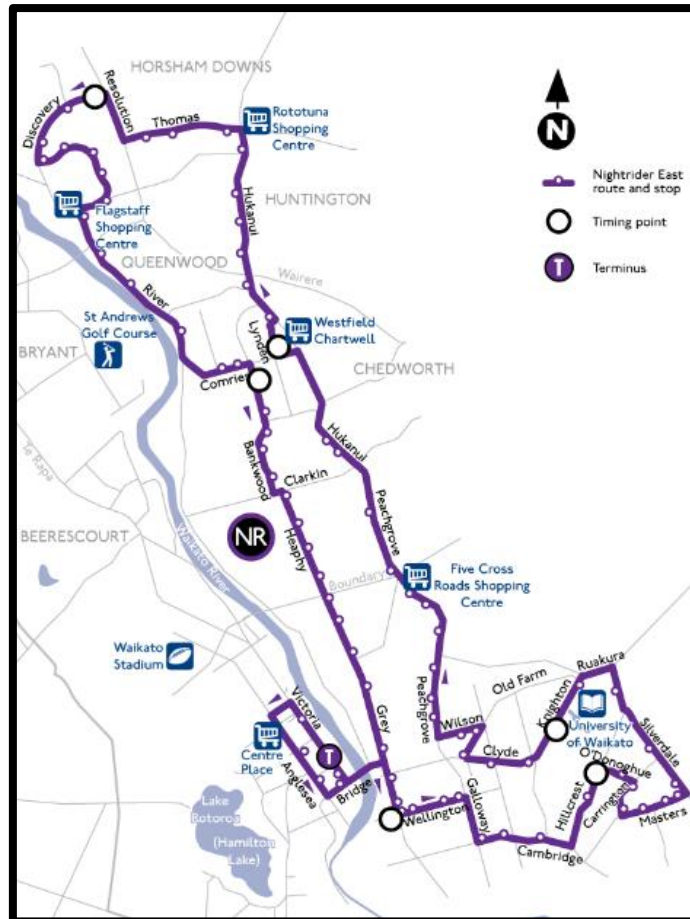 HORSHAM DOWNS
Resolution
Discovery
Thomas
Rototuna
Shopping
Centre
N
Nightrider East
route and stop
Timing point
T
Terminus
Flagstaff
Shopping
Centre
Hukanui
HUNTINGTON
QUEENWOOD
Wairere
River
St Andrews
Golf Course
Lynden
Westfield
Chartwell
BRYANT
Comries
CHEDWORTH
Te Rapa
Bankwood
Hukanui
Clarkin
Peachgrove
BEERESCOURT
NR
Heaphy
Waikato River
Boundary
Five Cross
Roads Shopping
Centre
Waikato
Stadium
Grey
Peachgrove
Old Farm
Ruakura
Victoria
Wilson
Knighton
University
of Waikato
Silverdale
Centre
Place
T
Clyde
O'Donoghue
Anglesea
Bridge
Galloway
Hillcrest
Carrington
Masters
Wellington
Cambridge
Lake
Rotoroa
(Hamilton
Lake)